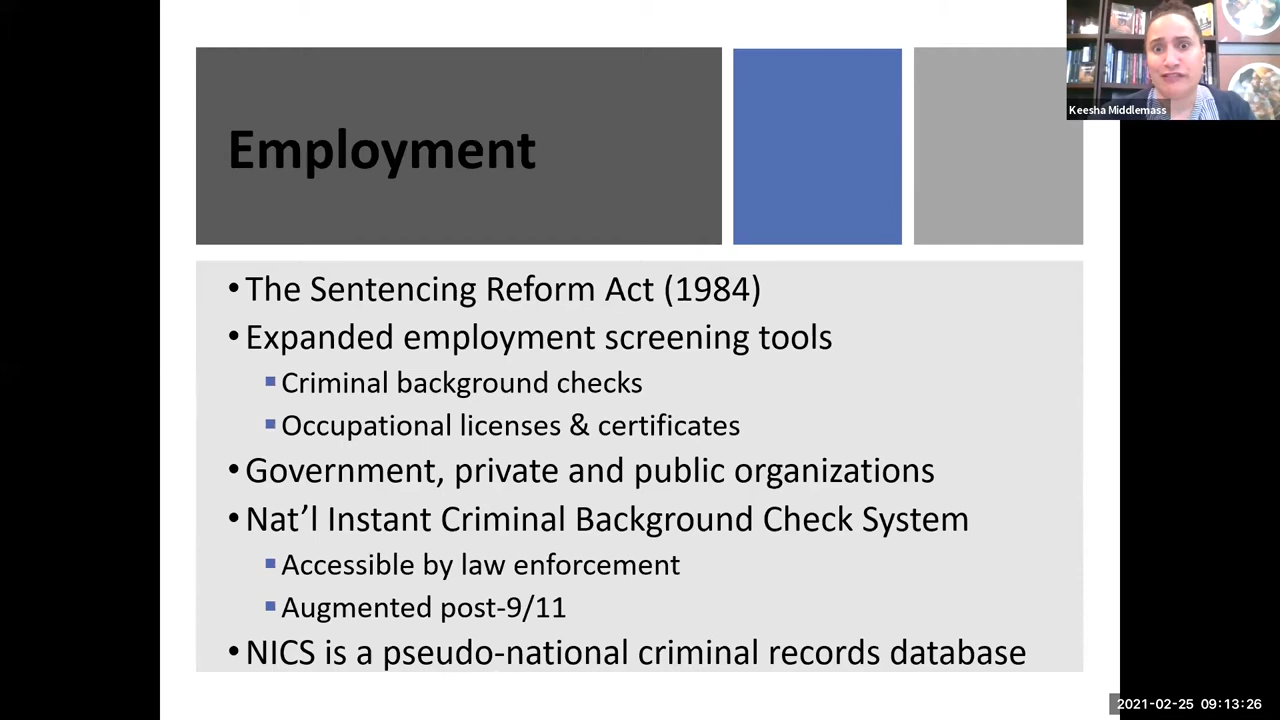 Employment
• The Sentencing Reform Act (1984)
• Expanded employment screening tools
▪ Criminal background checks
▪ Occupational licenses & certificates
• Government, private and public organizations
• Nat’l Instant Criminal Background Check System
▪ Accessible by law enforcement
▪ Augmented post-9/11
• NICS is a pseudo-national criminal records database
Keesha Middlemass
2021-02-25 09:13:26